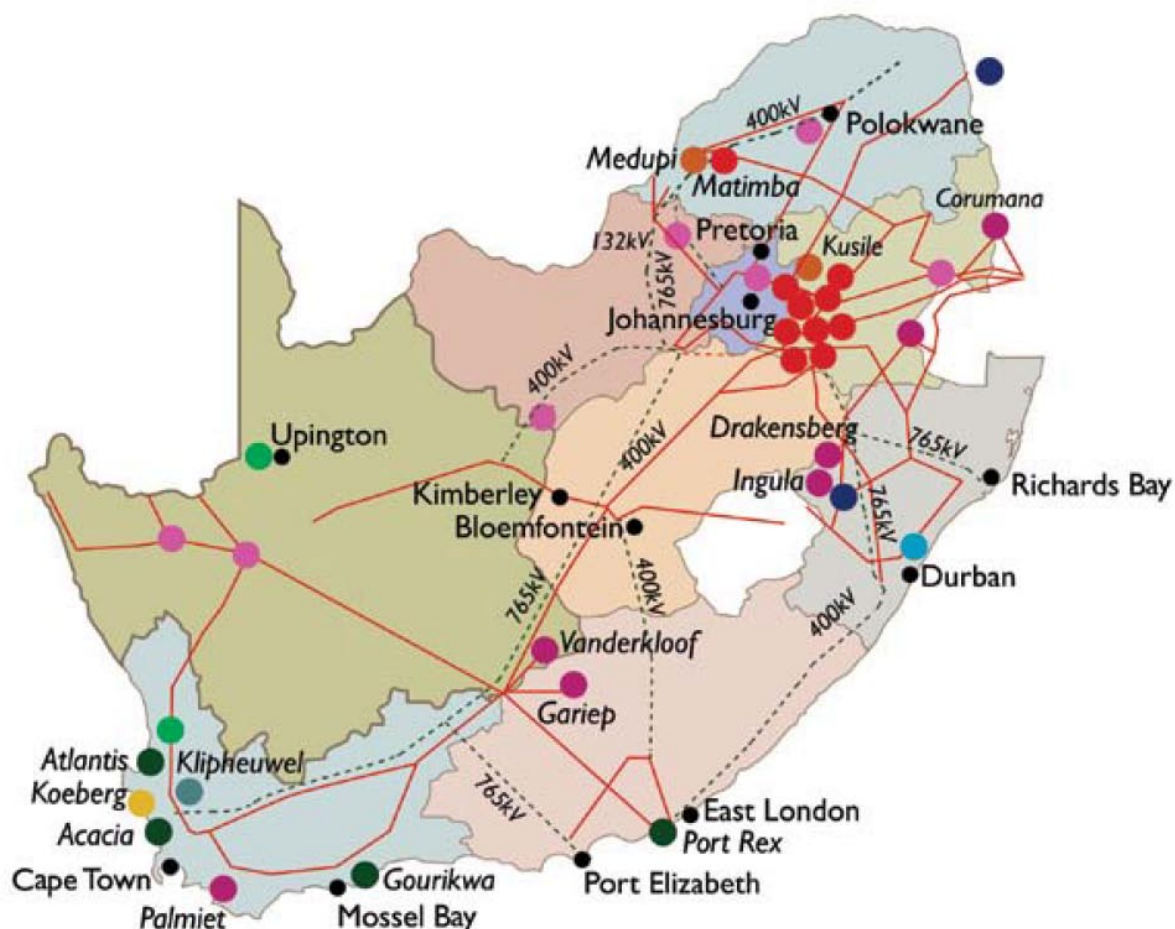 400kV
Polokwane
Medupi
Matimba
Corumana
132kV
Pretoria
Kusile
765kV
Johannesburg
400kV
Upington
400kV
Drakensberg
765kV
Kimberley
Ingula
Richards Bay
Bloemfontein
765kV
765kV
400kV
Durban
400kV
Vanderkloof
Gariep
Atlantis
Klipheuwel
Koeberg
765kV
East London
Acacia
Port Rex
Cape Town
Gourikwa
Port Elizabeth
Palmiet
Mossel Bay